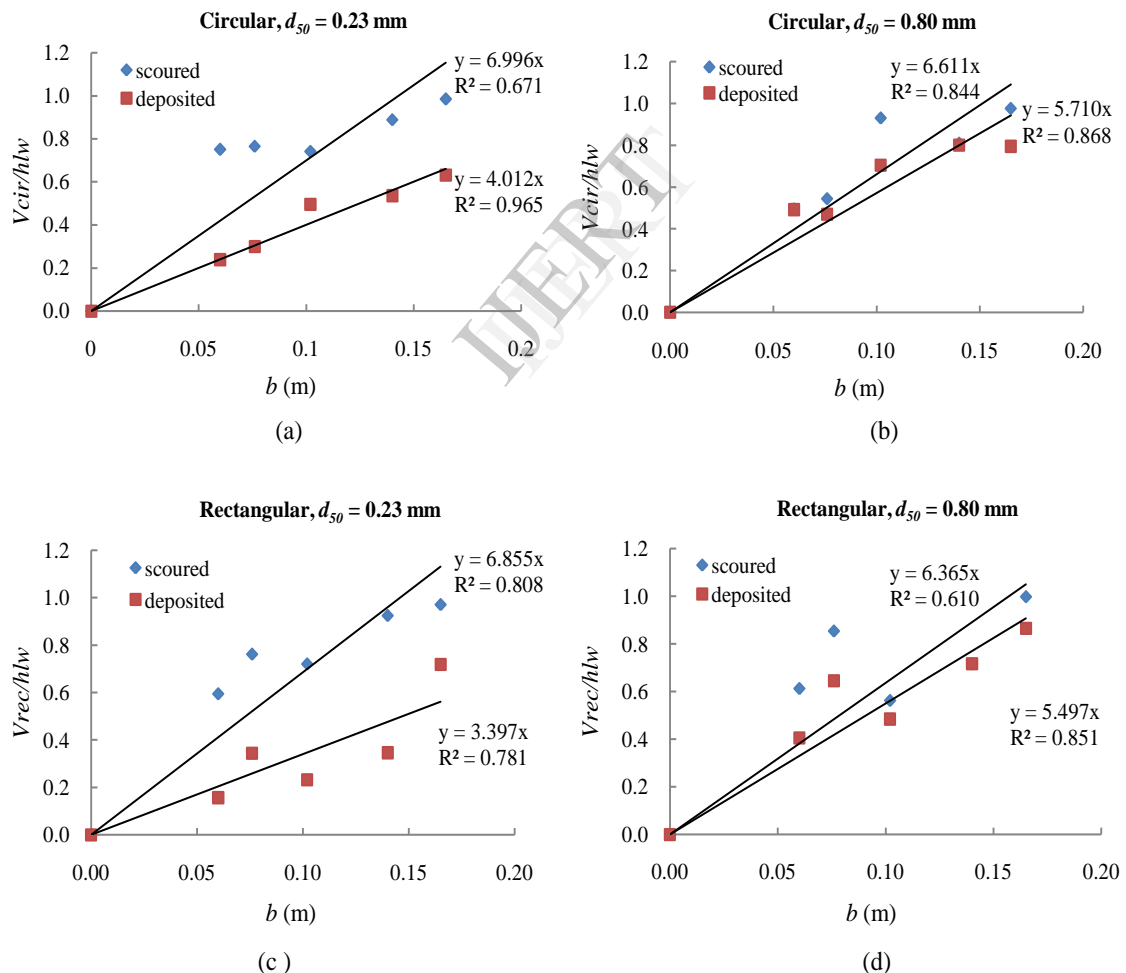 Circular, d50 = 0.23 mm
1.2
1.0
0.8
0.6
0.4
0.2
0.0
Vcir/hlw
scoured
deposited
y = 6.996x
R² = 0.671
y = 4.012x
R² = 0.965
0
0.05
0.1
0.15
0.2
b (m)
(a)
Circular, d50 = 0.80 mm
1.2
1.0
0.8
0.6
0.4
0.2
0.0
Vcir/hlw
scoured
deposited
y = 6.611x
R² = 0.844
y = 5.710x
R² = 0.868
0.00
0.05
0.10
0.15
0.20
b (m)
(b)
IJERT
Rectangular, d50 = 0.23 mm
1.2
1.0
0.8
0.6
0.4
0.2
0.0
Vrec/hlw
scoured
deposited
y = 6.855x
R² = 0.808
y = 3.397x
R² = 0.781
0.00
0.05
0.10
0.15
0.20
b (m)
(c )
Rectangular, d50 = 0.80 mm
1.2
1.0
0.8
0.6
0.4
0.2
0.0
Vrec/hlw
scoured
deposited
y = 6.365x
R² = 0.610
y = 5.497x
R² = 0.851
0.00
0.05
0.10
0.15
0.20
b (m)
(d)